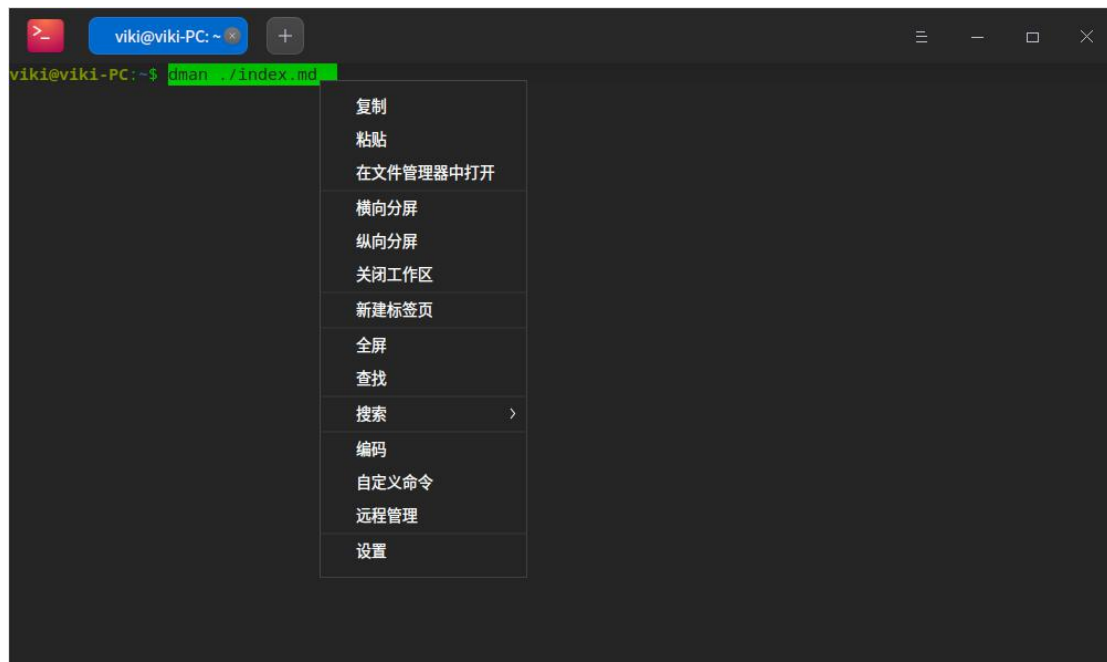 viki@viki-PC: ~
viki@viki-PC:~$ dman ./index.md
复制
粘贴
在文件管理器中打开
横向分屏
纵向分屏
关闭工作区
新建标签页
全屏
查找
搜索
编码
自定义命令
远程管理
设置